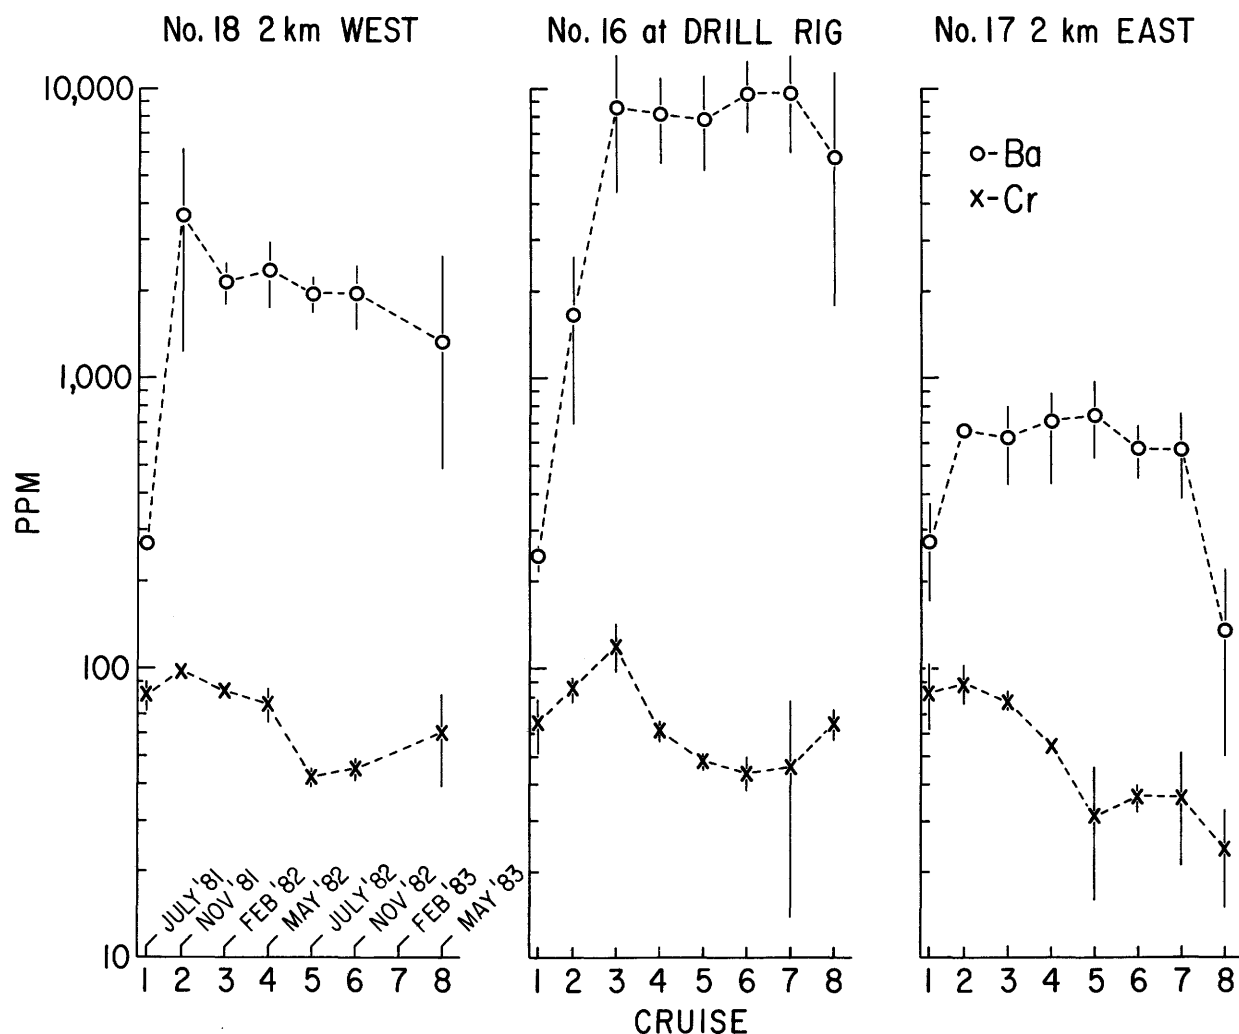 No. 18 2 km WEST
No. 16 at DRILL RIG
No. 17 2 km EAST
10,000
1,000
100
10
PPM
O-Ba
X-Cr
JULY '81
NOV '81
FEB '82
MAY '82
JULY '82
NOV '82
FEB '83
MAY '83
1 2 3 4 5 6 7 8
1 2 3 4 5 6 7 8
1 2 3 4 5 6 7 8
CRUISE